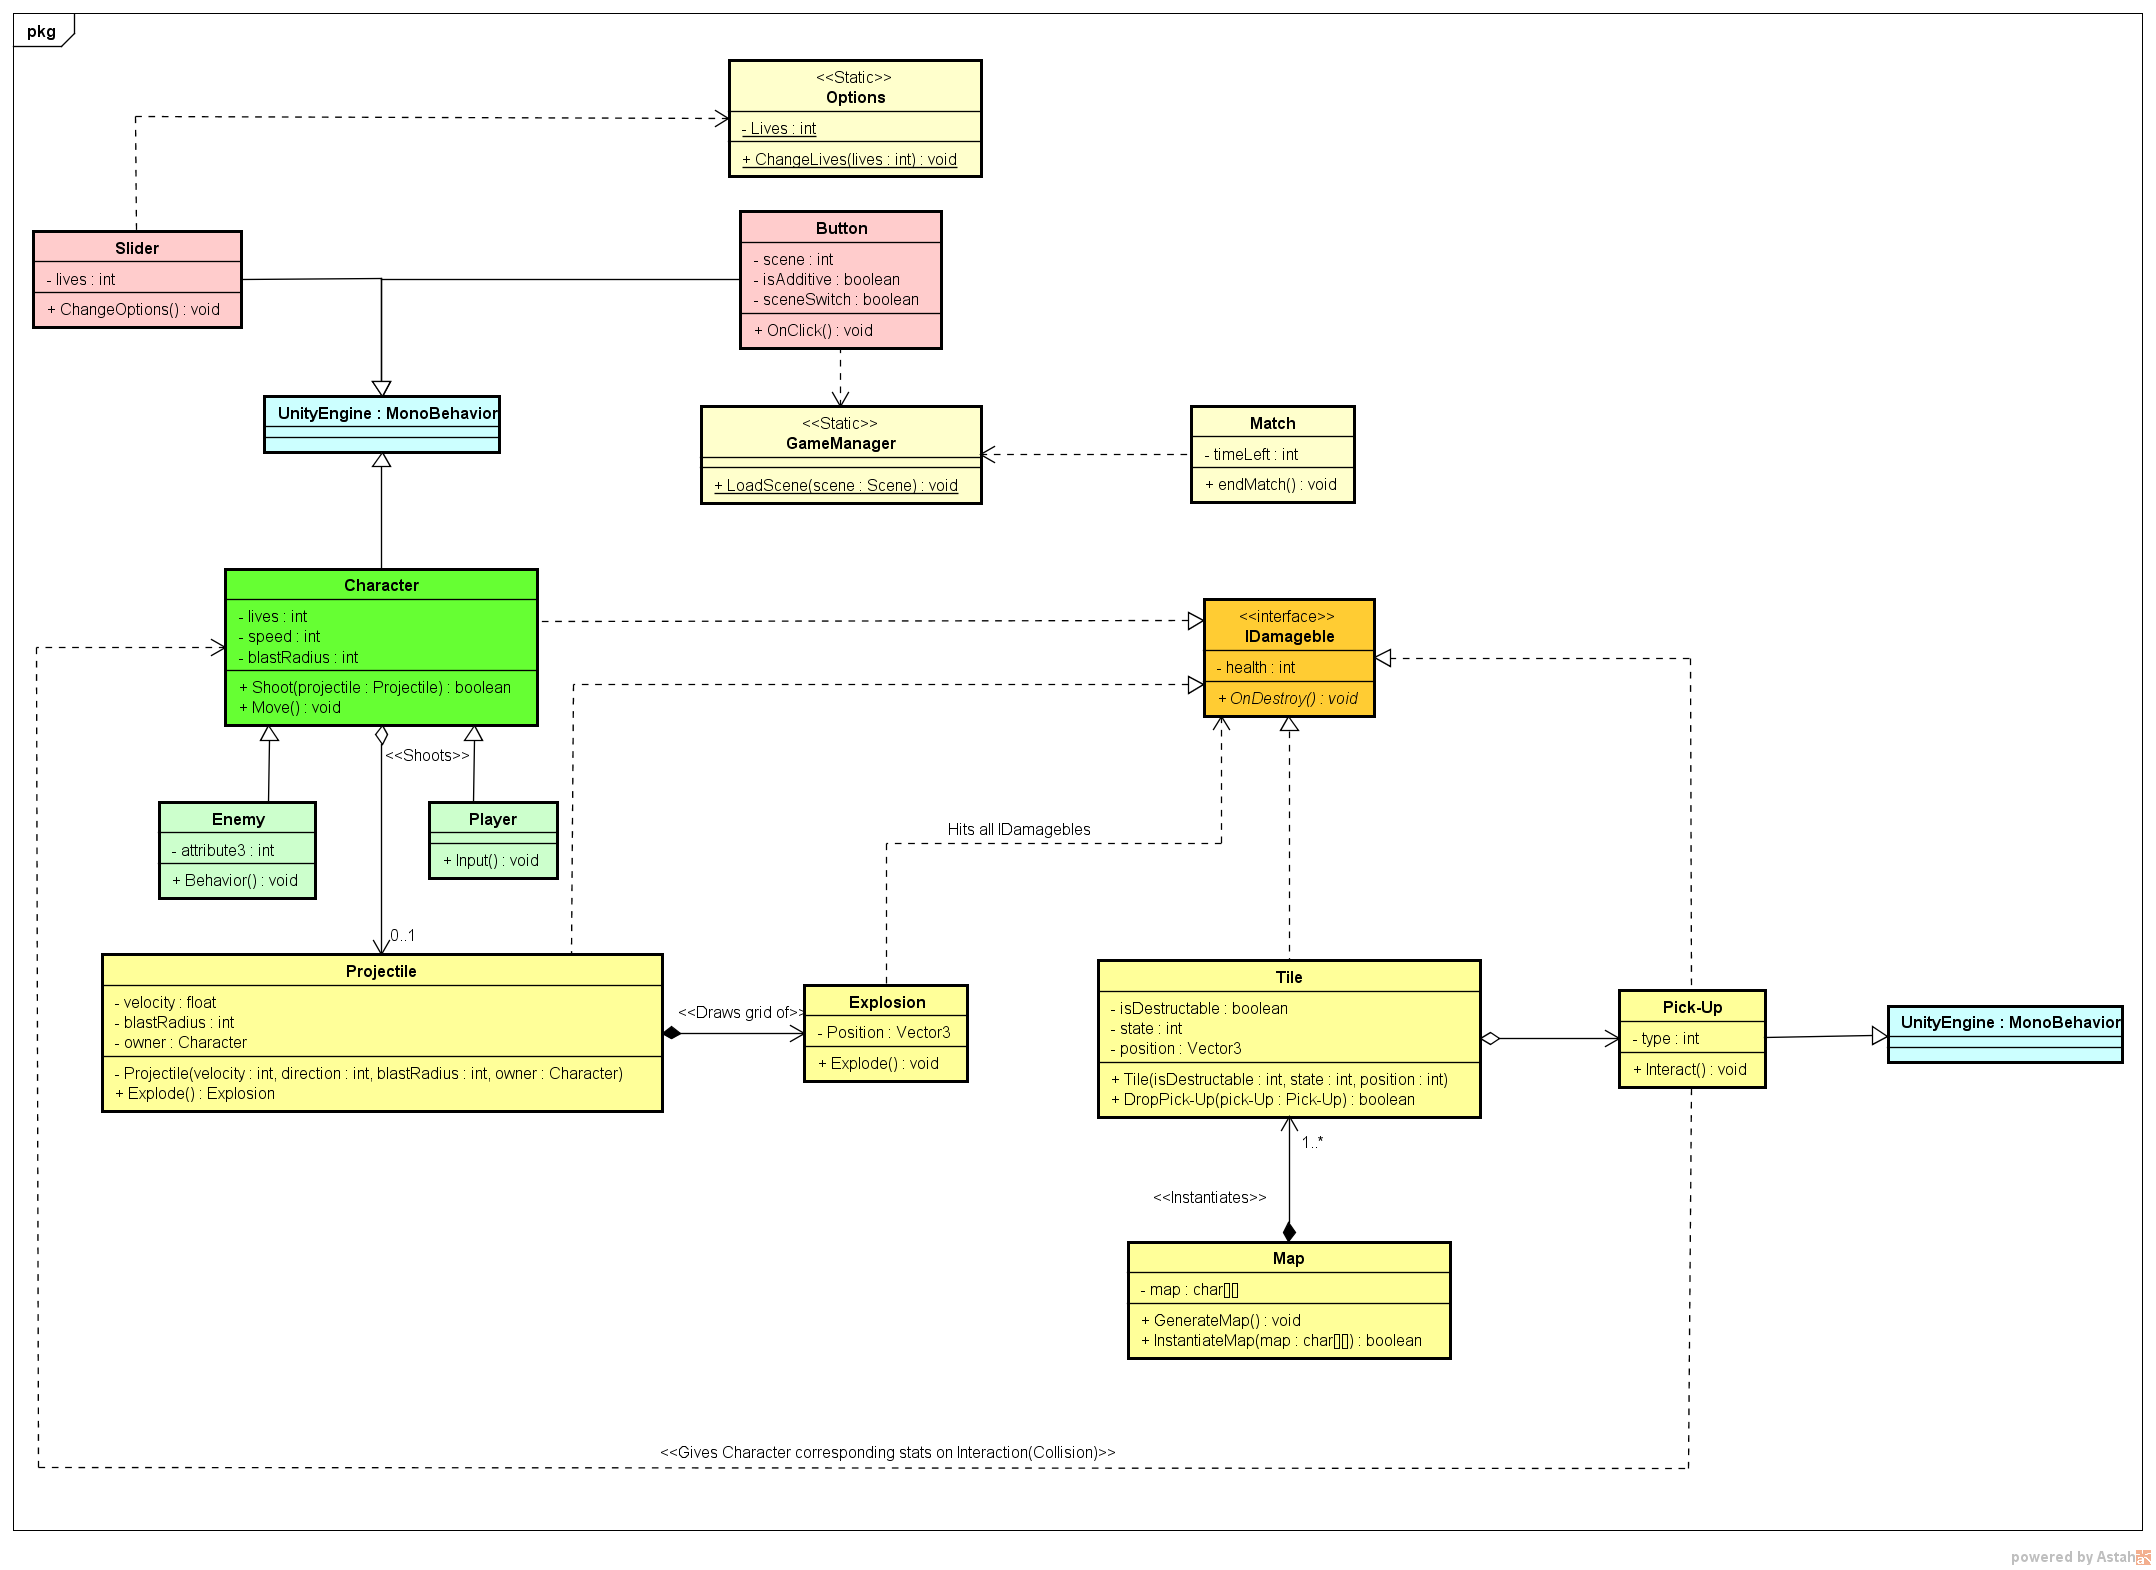 pkg
<<Static>>
Options
- Lives : int
+ ChangeLives(lives : int) : void
Slider
- lives : int
+ ChangeOptions() : void
Button
- scene : int
- isAdditive : boolean
- sceneSwitch : boolean
+ OnClick() : void
UnityEngine : MonoBehavior
<<Static>>
GameManager
+ LoadScene(scene : Scene) : void
Match
- timeLeft : int
+ endMatch() : void
Character
- lives : int
- speed : int
- blastRadius : int
+ Shoot(projectile : Projectile) : boolean
+ Move() : void
<<interface>>
IDamageble
- health : int
+ OnDestroy() : void
<<Shoots>>
Enemy
- attribute3 : int
+ Behavior() : void
Player
+ Input() : void
Hits all IDamagebles
0..1
Projectile
- velocity : float
- blastRadius : int
- owner : Character
- Projectile(velocity : int, direction : int, blastRadius : int, owner : Character)
+ Explode() : Explosion
<<Draws grid of>>
Explosion
- Position : Vector3
+ Explode() : void
Tile
- isDestructable : boolean
- state : int
- position : Vector3
+ Tile(isDestructable : int, state : int, position : int)
+ DropPick-Up(pick-Up : Pick-Up) : boolean
Pick-Up
- type : int
+ Interact() : void
UnityEngine : MonoBehavior
1..*
<<Instantiates>>
Map
- map : char[][]
+ GenerateMap() : void
+ InstantiateMap(map : char[][]) : boolean
<<Gives Character corresponding stats on Interaction(Collision)>>
powered by Astah